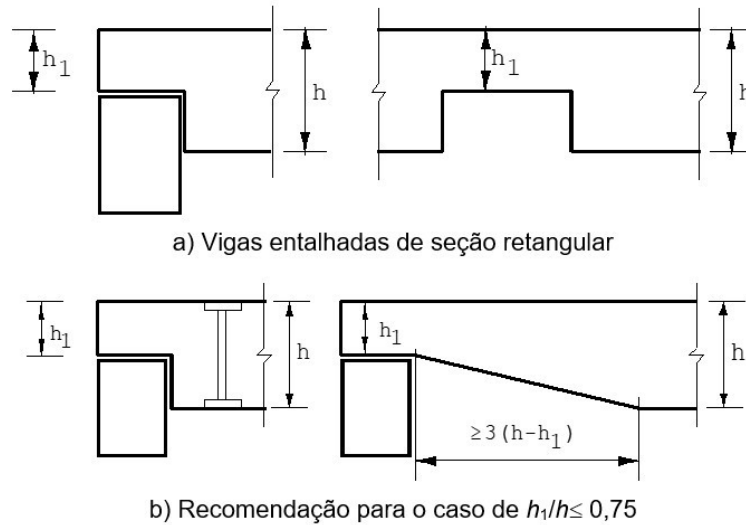 h1
h
h1
h
a) Vigas entalhadas de seção retangular
h1
h
h1
h
≥3(h-h1)
b) Recomendação para o caso de h1/h≤ 0,75